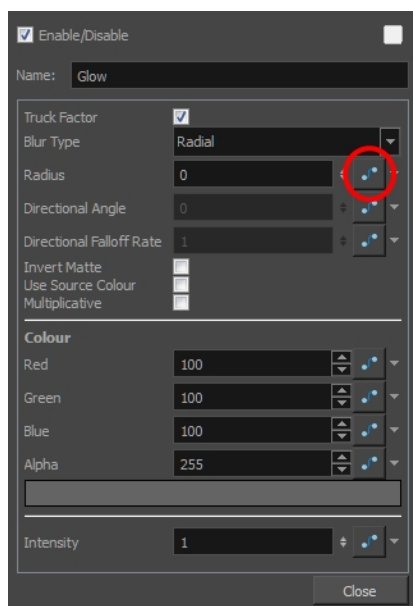 Enable/Disable
Name: Glow
Truck Factor
Blur Type Radial
Radius 0
Directional Angle 0
Directional Falloff Rate 1
Invert Matte
Use Source Colour
Multiplicative
Colour
Red 100
Green 100
Blue 100
Alpha 255
Intensity 1
Close